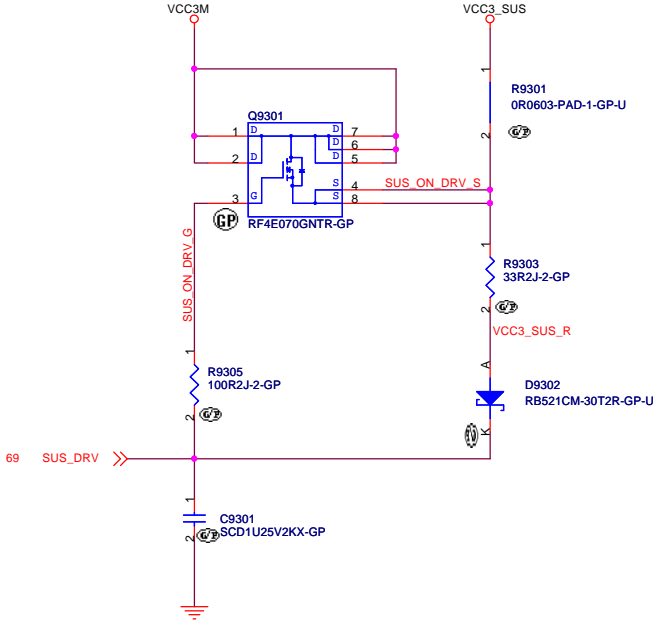 VCC3M
VCC3_SUS
1
R9301
0R0603-PAD-1-GP-U
2
G/P
Q9301
1 D D 7
D 6
2 D D 5
S 4 SUS_ON_DRV_S
3 G S 8
GP
RF4E070GNTR-GP
SUS_ON_DRV_G
1
R9303
33R2J-2-GP
2
G/P
VCC3_SUS_R
1
R9305
100R2J-2-GP
2
G/P
A
D9302
RB521CM-30T2R-GP-U
K
69 SUS_DRV
1
C9301
SCD1U25V2KX-GP
2
G/P